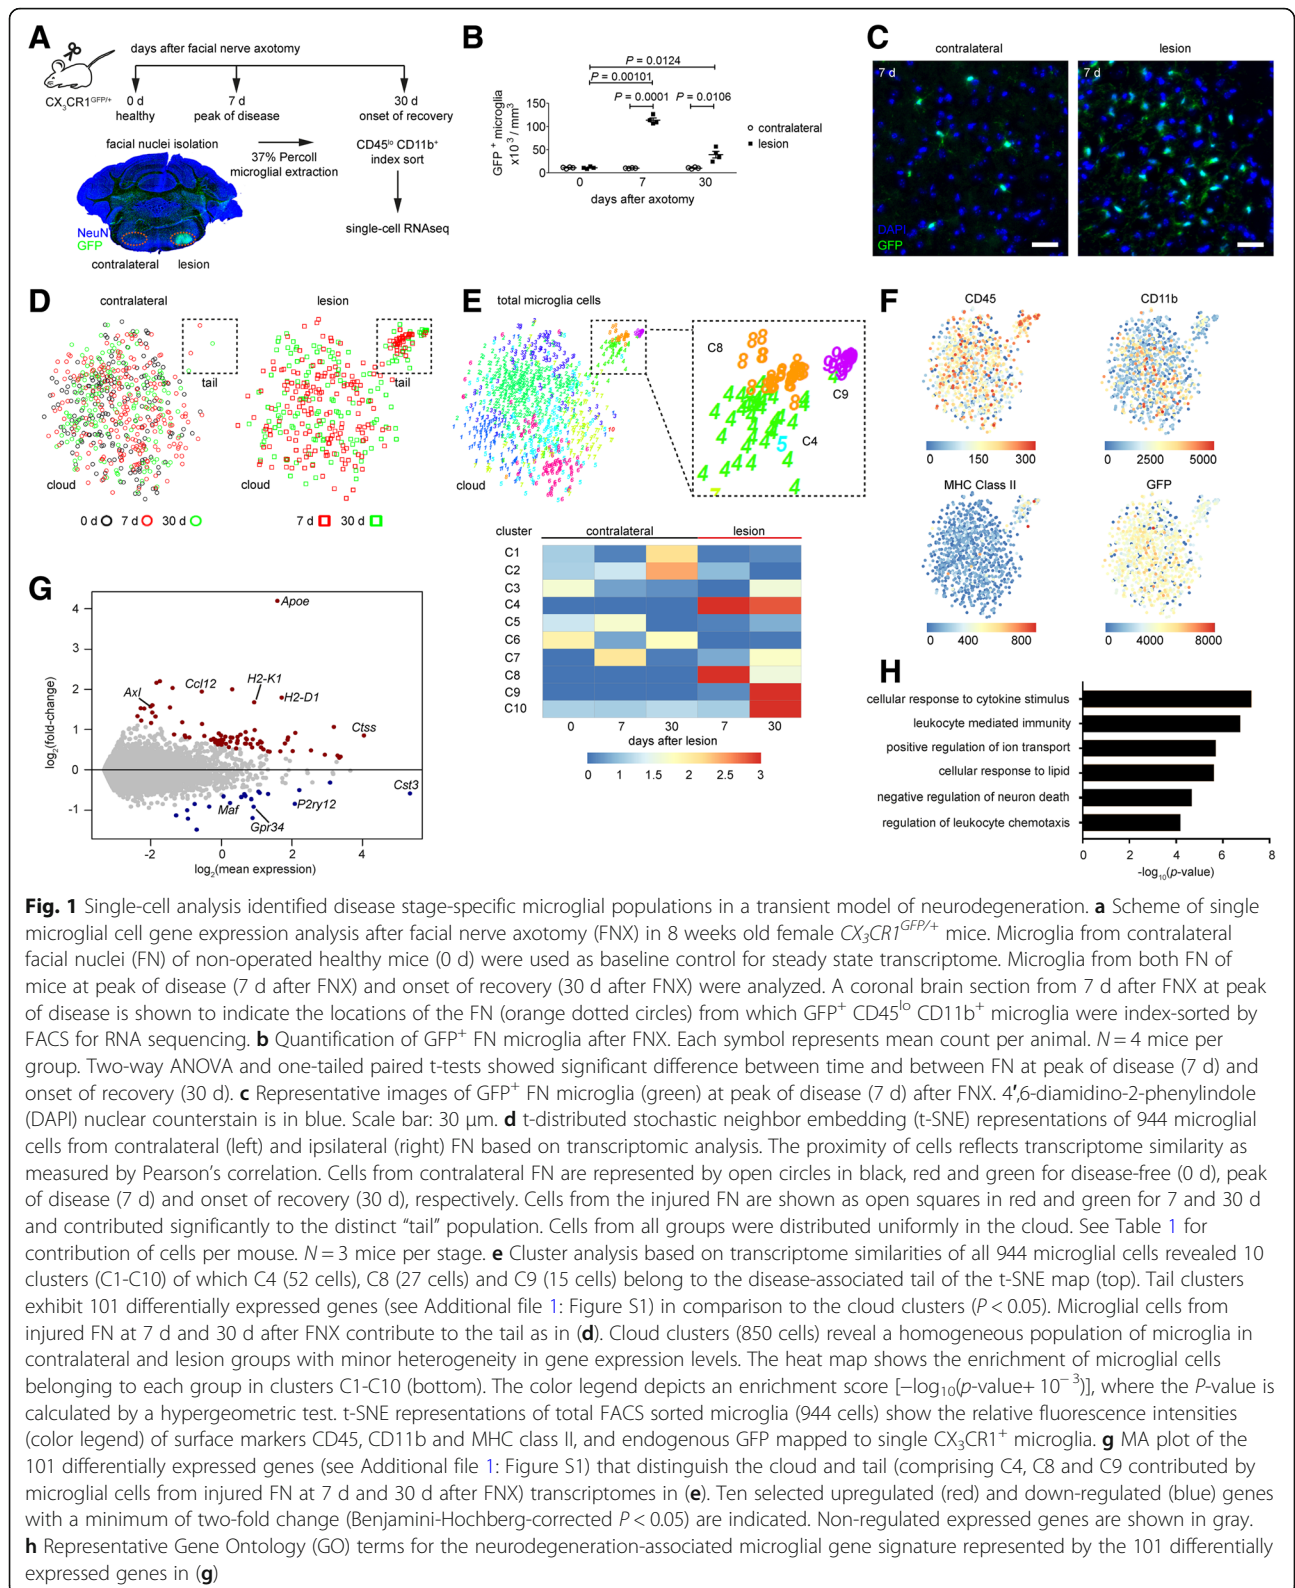 A
days after facial nerve axotomy
CX3CR1GFP/+
0 d
healthy
7 d
peak of disease
30 d
onset of recovery
facial nuclei isolation
37% Percoll
microglial extraction
CD45lo CD11b+
index sort
single-cell RNAseq
NeuN
GFP
contralateral
lesion
B
P = 0.0124
P = 0.00101
P = 0.0001
P = 0.0106
GFP+ microglia
x10³ / mm³
150
100
50
0
0
7
30
days after axotomy
contralateral
lesion
C
contralateral
lesion
7 d
7 d
DAPI
GFP
D
contralateral
lesion
tail
tail
cloud
cloud
0 d
7 d
30 d
7 d
30 d
E
total microglia cells
cloud
C8
C9
C4
cluster
contralateral
lesion
C1
C2
C3
C4
C5
C6
C7
C8
C9
C10
0
7
30
7
30
days after lesion
0
1
1.5
2
2.5
3
F
CD45
CD11b
0
150
300
0
2500
5000
MHC Class II
GFP
0
400
800
0
4000
8000
G
log2(fold-change)
4
2
1
0
-1
Apoe
Axl
Ccl12
H2-K1
H2-D1
Ctss
Cst3
Maf
P2ry12
Gpr34
-2
0
2
4
log2(mean expression)
H
cellular response to cytokine stimulus
leukocyte mediated immunity
positive regulation of ion transport
cellular response to lipid
negative regulation of neuron death
regulation of leukocyte chemotaxis
0
2
4
6
8
-log10(p-value)
Fig. 1 Single-cell analysis identified disease stage-specific microglial populations in a transient model of neurodegeneration. a Scheme of single
microglial cell gene expression analysis after facial nerve axotomy (FNX) in 8 weeks old female CX3CR1GFP/+ mice. Microglia from contralateral
facial nuclei (FN) of non-operated healthy mice (0 d) were used as baseline control for steady state transcriptome. Microglia from both FN of
mice at peak of disease (7 d after FNX) and onset of recovery (30 d after FNX) were analyzed. A coronal brain section from 7 d after FNX at peak
of disease is shown to indicate the locations of the FN (orange dotted circles) from which GFP+ CD45lo CD11b+ microglia were index-sorted by
FACS for RNA sequencing. b Quantification of GFP+ FN microglia after FNX. Each symbol represents mean count per animal. N = 4 mice per
group. Two-way ANOVA and one-tailed paired t-tests showed significant difference between time and between FN at peak of disease (7 d) and
onset of recovery (30 d). c Representative images of GFP+ FN microglia (green) at peak of disease (7 d) after FNX. 4′,6-diamidino-2-phenylindole
(DAPI) nuclear counterstain is in blue. Scale bar: 30 μm. d t-distributed stochastic neighbor embedding (t-SNE) representations of 944 microglial
cells from contralateral (left) and ipsilateral (right) FN based on transcriptomic analysis. The proximity of cells reflects transcriptome similarity as
measured by Pearson's correlation. Cells from contralateral FN are represented by open circles in black, red and green for disease-free (0 d), peak
of disease (7 d) and onset of recovery (30 d), respectively. Cells from the injured FN are shown as open squares in red and green for 7 and 30 d
and contributed significantly to the distinct "tail" population. Cells from all groups were distributed uniformly in the cloud. See Table 1 for
contribution of cells per mouse. N = 3 mice per stage. e Cluster analysis based on transcriptome similarities of all 944 microglial cells revealed 10
clusters (C1-C10) of which C4 (52 cells), C8 (27 cells) and C9 (15 cells) belong to the disease-associated tail of the t-SNE map (top). Tail clusters
exhibit 101 differentially expressed genes (see Additional file 1: Figure S1) in comparison to the cloud clusters (P < 0.05). Microglial cells from
injured FN at 7 d and 30 d after FNX contribute to the tail as in (d). Cloud clusters (850 cells) reveal a homogeneous population of microglia in
contralateral and lesion groups with minor heterogeneity in gene expression levels. The heat map shows the enrichment of microglial cells
belonging to each group in clusters C1-C10 (bottom). The color legend depicts an enrichment score [−log10(p-value+ 10−3)], where the P-value is
calculated by a hypergeometric test. t-SNE representations of total FACS sorted microglia (944 cells) show the relative fluorescence intensities
(color legend) of surface markers CD45, CD11b and MHC class II, and endogenous GFP mapped to single CX3CR1+ microglia. g MA plot of the
101 differentially expressed genes (see Additional file 1: Figure S1) that distinguish the cloud and tail (comprising C4, C8 and C9 contributed by
microglial cells from injured FN at 7 d and 30 d after FNX) transcriptomes in (e). Ten selected upregulated (red) and down-regulated (blue) genes
with a minimum of two-fold change (Benjamini-Hochberg-corrected P < 0.05) are indicated. Non-regulated expressed genes are shown in gray.
h Representative Gene Ontology (GO) terms for the neurodegeneration-associated microglial gene signature represented by the 101 differentially
expressed genes in (g)